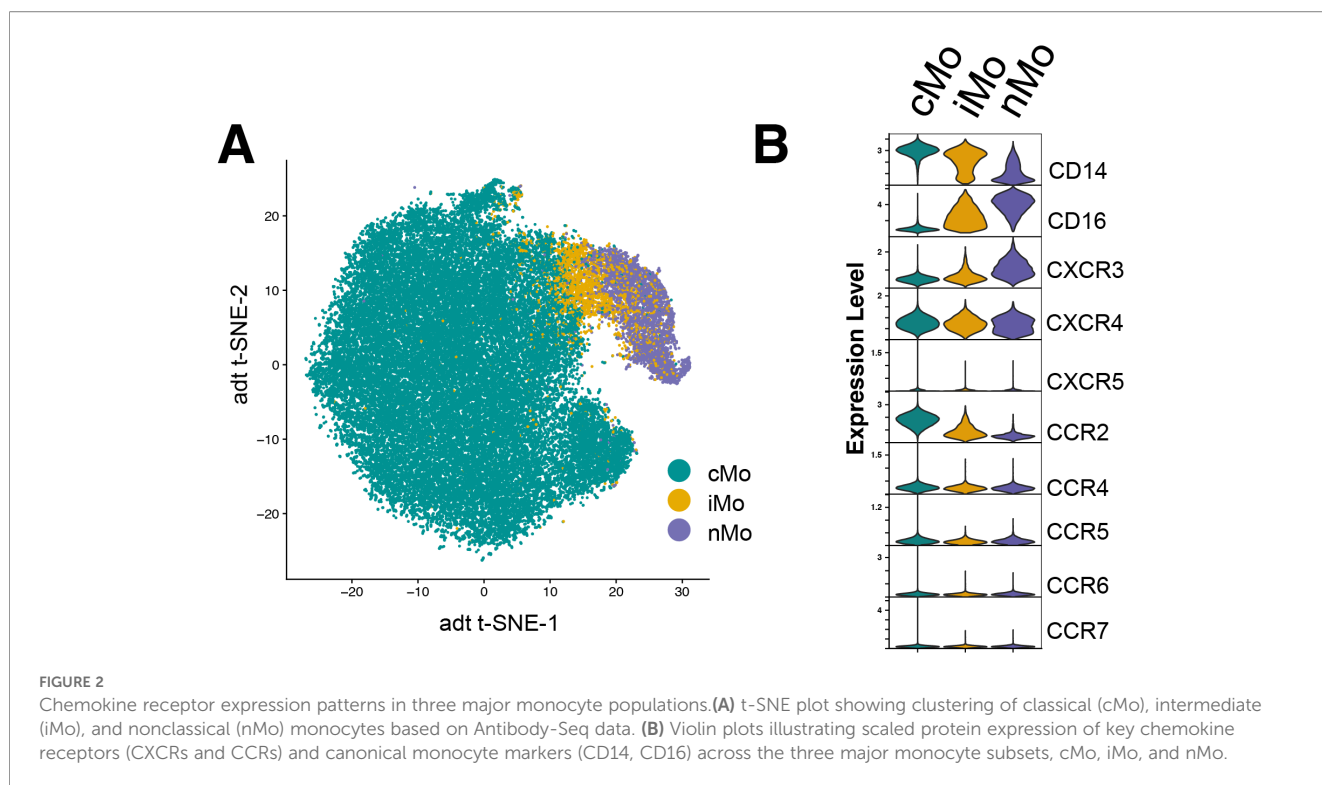 A
adt t-SNE-2
20
10
0
−10
−20
−20
−10
0
10
20
30
adt t-SNE-1
cMo
iMo
nMo
B
cMo
iMo
nMo
Expression Level
3
CD14
4
CD16
2
CXCR3
2
CXCR4
1.5
CXCR5
3
CCR2
1.5
CCR4
1.2
CCR5
3
CCR6
4
CCR7
FIGURE 2
Chemokine receptor expression patterns in three major monocyte populations.(A) t-SNE plot showing clustering of classical (cMo), intermediate
(iMo), and nonclassical (nMo) monocytes based on Antibody-Seq data. (B) Violin plots illustrating scaled protein expression of key chemokine
receptors (CXCRs and CCRs) and canonical monocyte markers (CD14, CD16) across the three major monocyte subsets, cMo, iMo, and nMo.